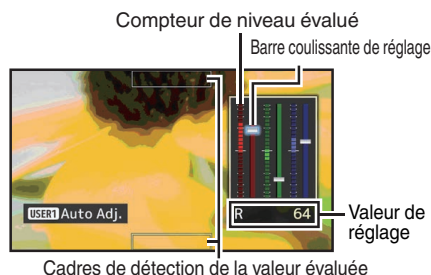 Compteur de niveau évalué
Barre coulissante de réglage
USER1 Auto Adj.
R 64
Valeur de réglage
Cadres de détection de la valeur évaluée